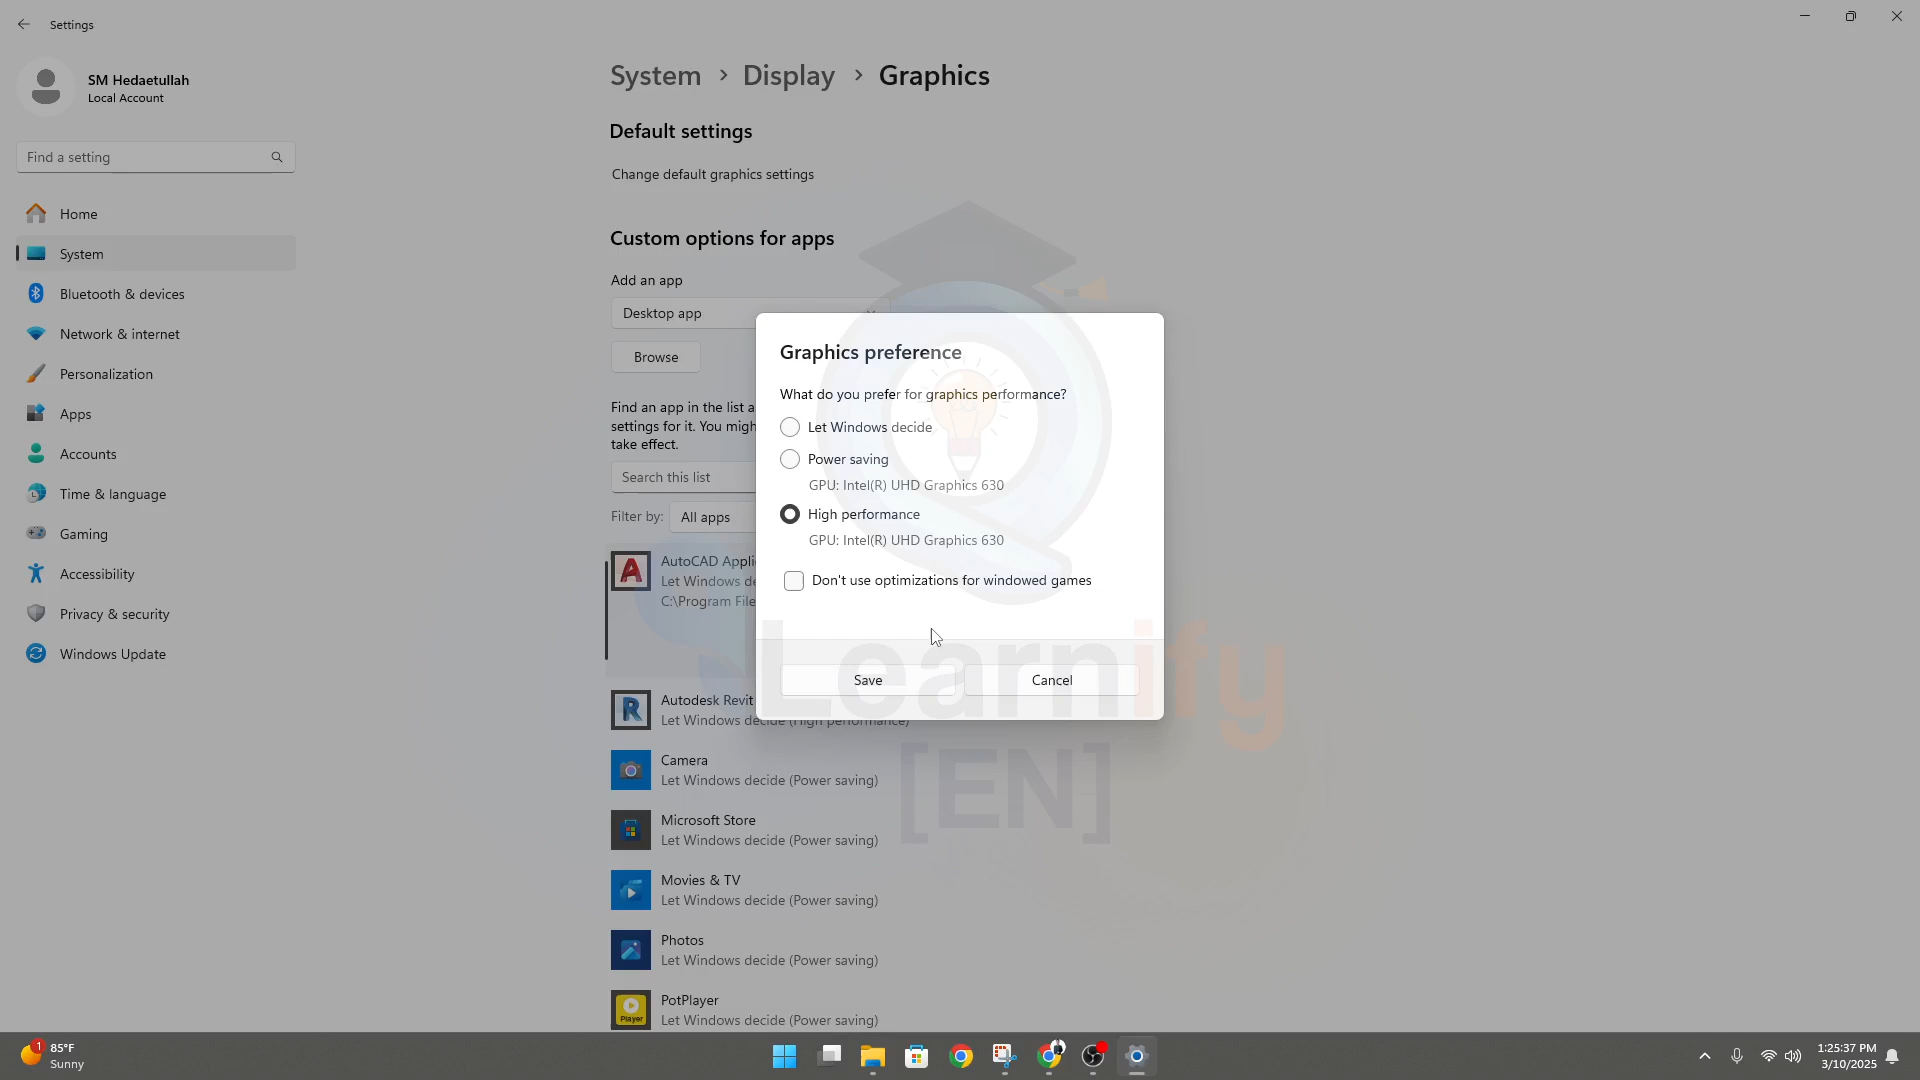 Settings
SM Hedaetullah
Local Account
Find a setting
Home
System
Bluetooth & devices
Network & internet
Personalization
Apps
Accounts
Time & language
Gaming
Accessibility
Privacy & security
Windows Update
System > Display > Graphics
Default settings
Change default graphics settings
Custom options for apps
Add an app
Desktop app
Browse
Find an app in the list a
settings for it. You migh
take effect.
Search this list
Filter by: All apps
AutoCAD Appli
Let Windows de
C:\Program File
Autodesk Revit
Let Windows decide (High performance)
Camera
Let Windows decide (Power saving)
Microsoft Store
Let Windows decide (Power saving)
Movies & TV
Let Windows decide (Power saving)
Photos
Let Windows decide (Power saving)
PotPlayer
Let Windows decide (Power saving)
Player
Graphics preference
What do you prefer for graphics performance?
Let Windows decide
Power saving
GPU: Intel(R) UHD Graphics 630
High performance
GPU: Intel(R) UHD Graphics 630
Don't use optimizations for windowed games
Save
Cancel
Learnify
[EN]
1
85°F
Sunny
1:25:37 PM
3/10/2025